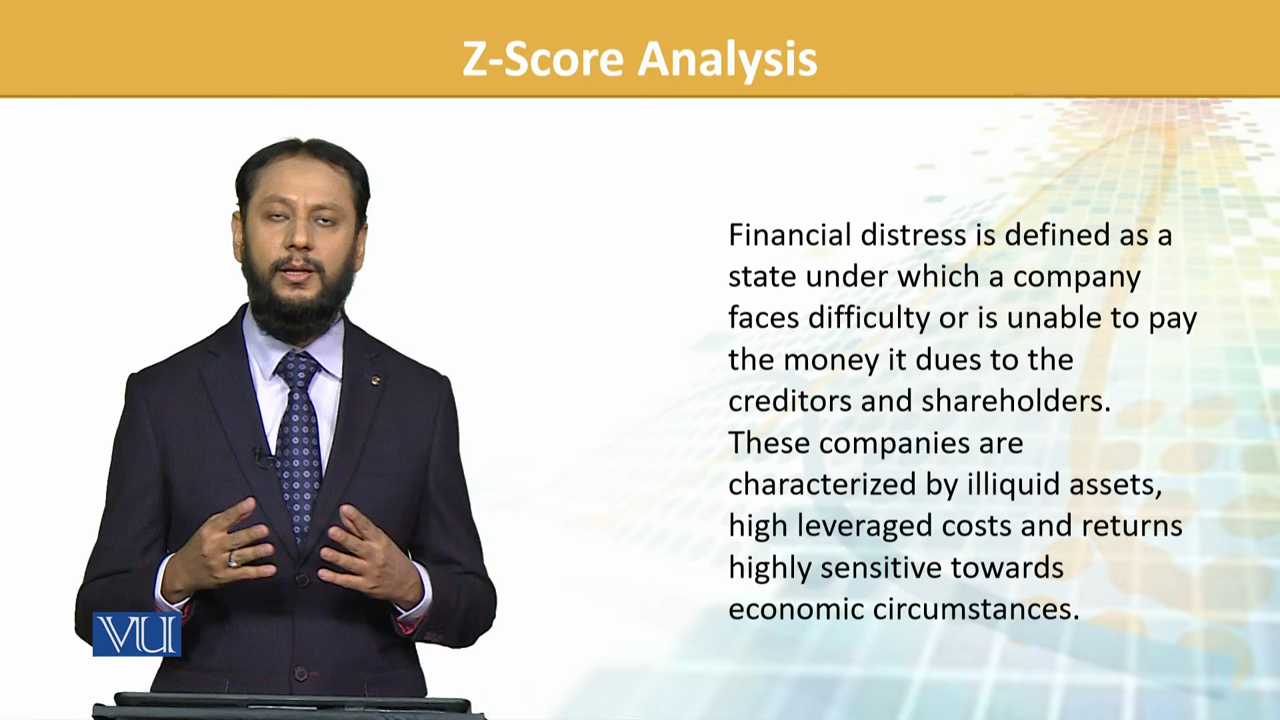 Z-Score Analysis
Financial distress is defined as a
state under which a company
faces difficulty or is unable to pay
the money it dues to the
creditors and shareholders.
These companies are
characterized by illiquid assets,
high leveraged costs and returns
highly sensitive towards
economic circumstances.
VU